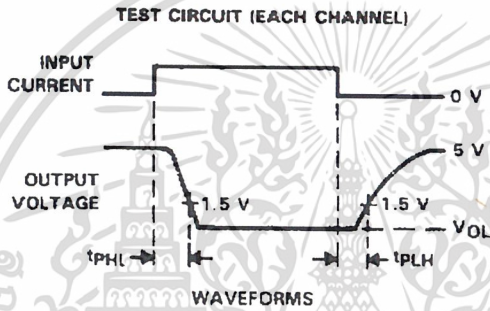 TEST CIRCUIT (EACH CHANNEL)
INPUT
CURRENT
0 V
5 V
OUTPUT
VOLTAGE
1.5 V
1.5 V
VOL
tPHL
tPLH
WAVEFORMS